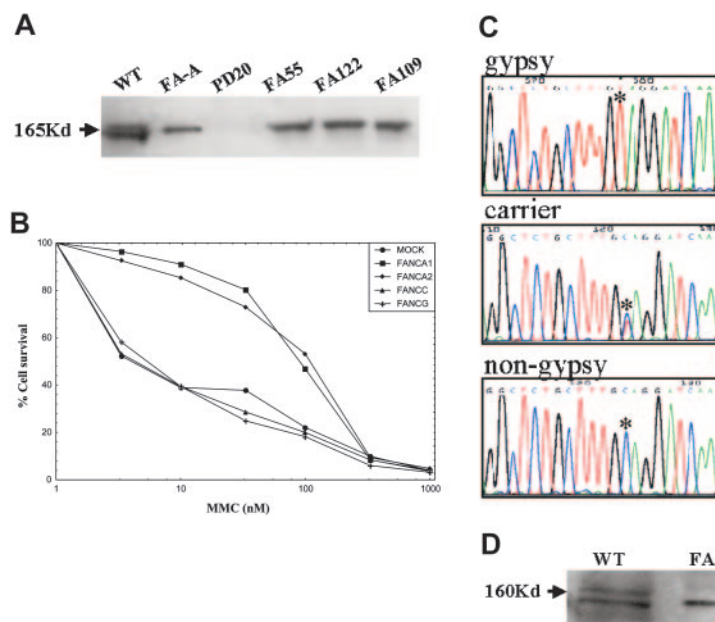 A
WT FA-A PD20 FA55 FA122 FA109
165Kd
B
100
80
60
40
20
0
% Cell survival
MOCK
FANCA1
FANCA2
FANCC
FANCG
1 10 100 1000
MMC (nM)
C
gypsy
*
carrier
120
G G C T C T G C T T
*
non-gypsy
*
D
WT FA
160Kd